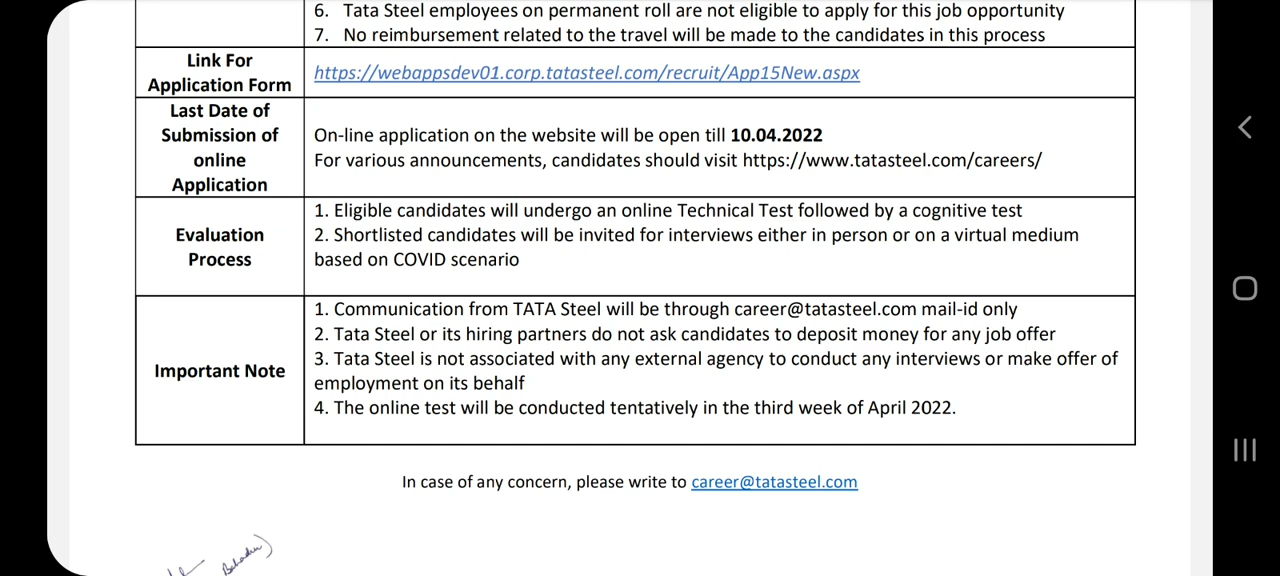 6. Tata Steel employees on permanent roll are not eligible to apply for this job opportunity
7. No reimbursement related to the travel will be made to the candidates in this process
Link For
Application Form
https://webappsdev01.corp.tatasteel.com/recruit/App15New.aspx
Last Date of
Submission of
online
Application
On-line application on the website will be open till 10.04.2022
For various announcements, candidates should visit https://www.tatasteel.com/careers/
Evaluation
Process
1. Eligible candidates will undergo an online Technical Test followed by a cognitive test
2. Shortlisted candidates will be invited for interviews either in person or on a virtual medium
based on COVID scenario
Important Note
1. Communication from TATA Steel will be through career@tatasteel.com mail-id only
2. Tata Steel or its hiring partners do not ask candidates to deposit money for any job offer
3. Tata Steel is not associated with any external agency to conduct any interviews or make offer of
employment on its behalf
4. The online test will be conducted tentatively in the third week of April 2022.
In case of any concern, please write to career@tatasteel.com